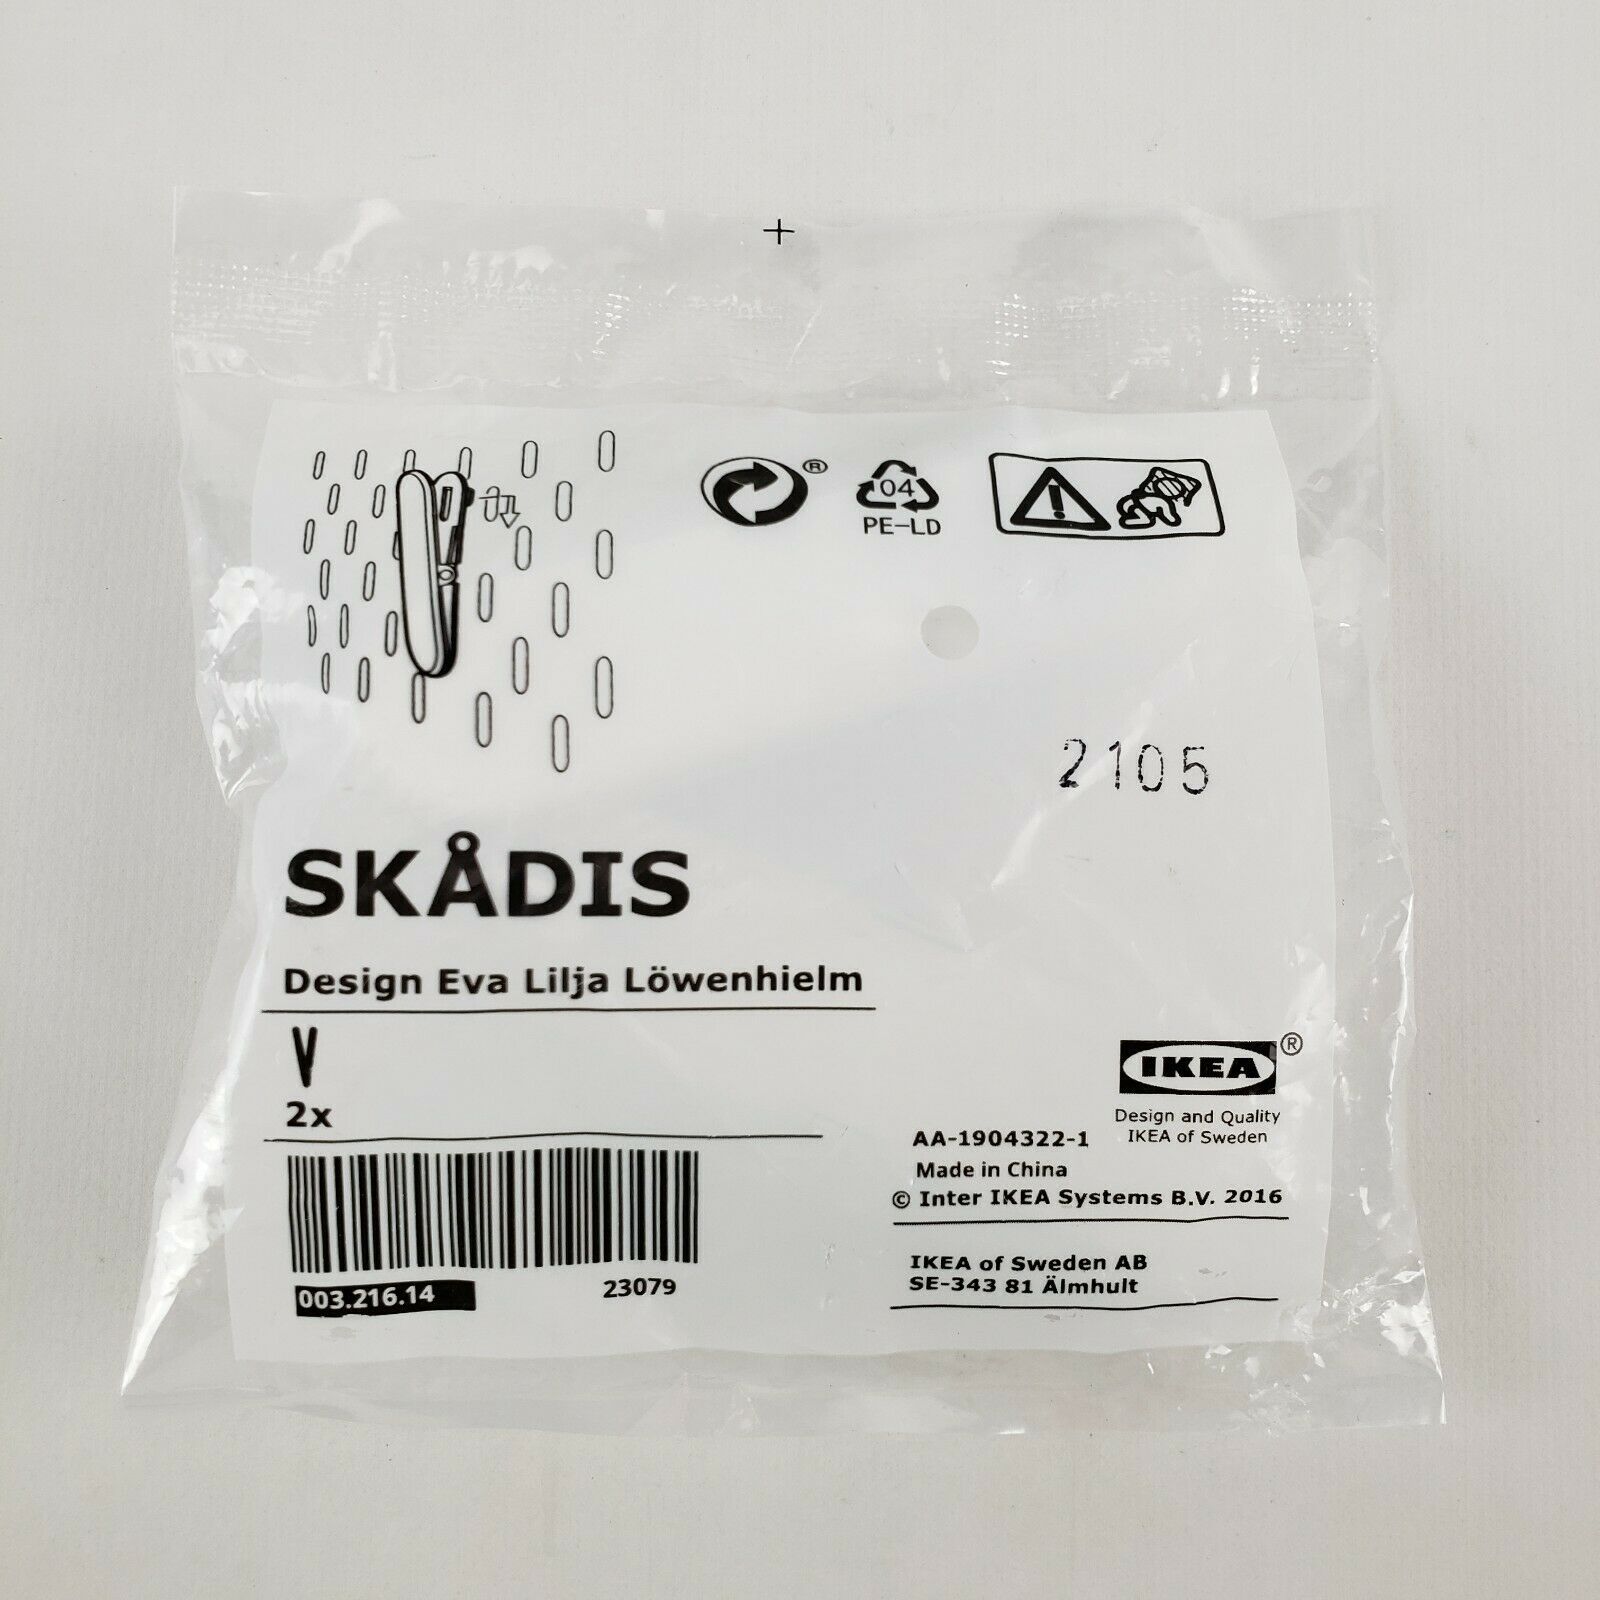 ®
04
PE-LD
2105
SKÅDIS
Design Eva Lilja Löwenhielm
2x
003.216.14
23079
IKEA®
Design and Quality
IKEA of Sweden
AA-1904322-1
Made in China
© Inter IKEA Systems B.V. 2016
IKEA of Sweden AB
SE-343 81 Älmhult